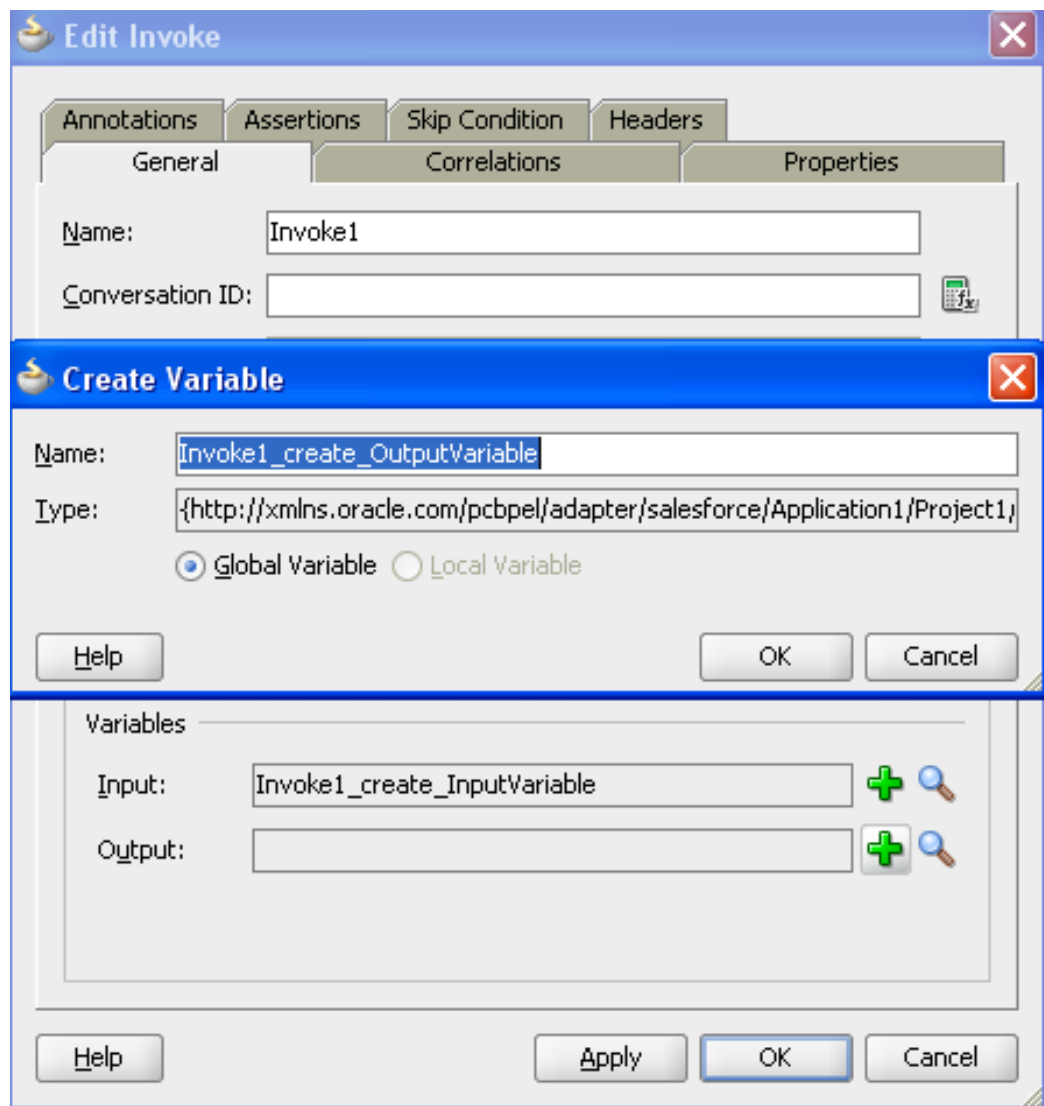 Edit Invoke
Annotations Assertions Skip Condition Headers
General Correlations Properties
Name: Invoke1
Conversation ID:
Create Variable
Name: Invoke1_create_OutputVariable
Type: {http://xmlns.oracle.com/pcbpel/adapter/salesforce/Application1/Project1/
Global Variable Local Variable
Help OK Cancel
Variables
Input: Invoke1_create_InputVariable
Output:
Help Apply OK Cancel